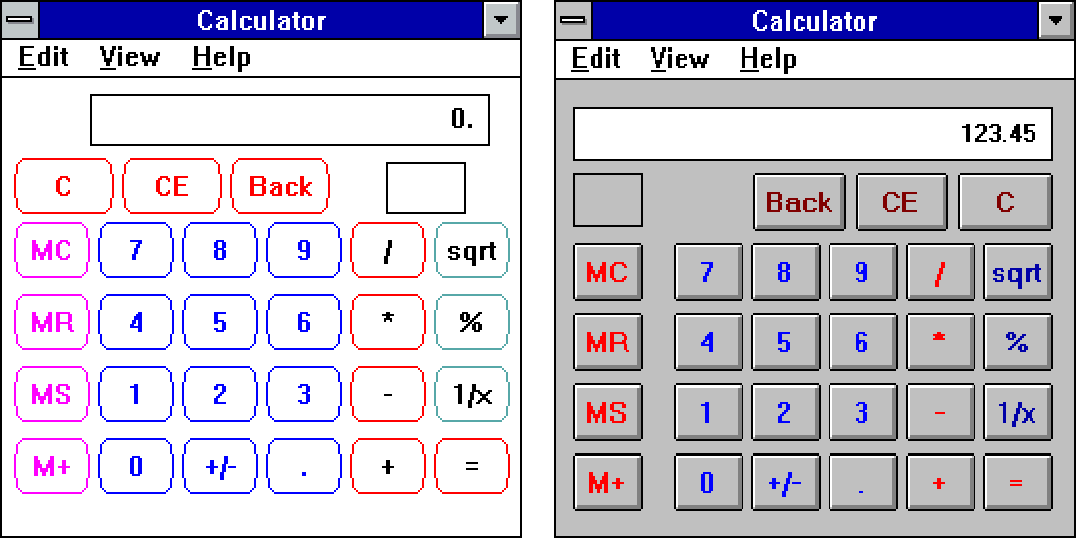 Calculator
Edit View Help
0.
C CE Back
MC 7 8 9 / sqrt
MR 4 5 6 * %
MS 1 2 3 - 1/x
M+ 0 +/- . + =
Calculator
Edit View Help
123.45
Back CE C
MC 7 8 9 / sqrt
MR 4 5 6 * %
MS 1 2 3 - 1/x
M+ 0 +/- . + =